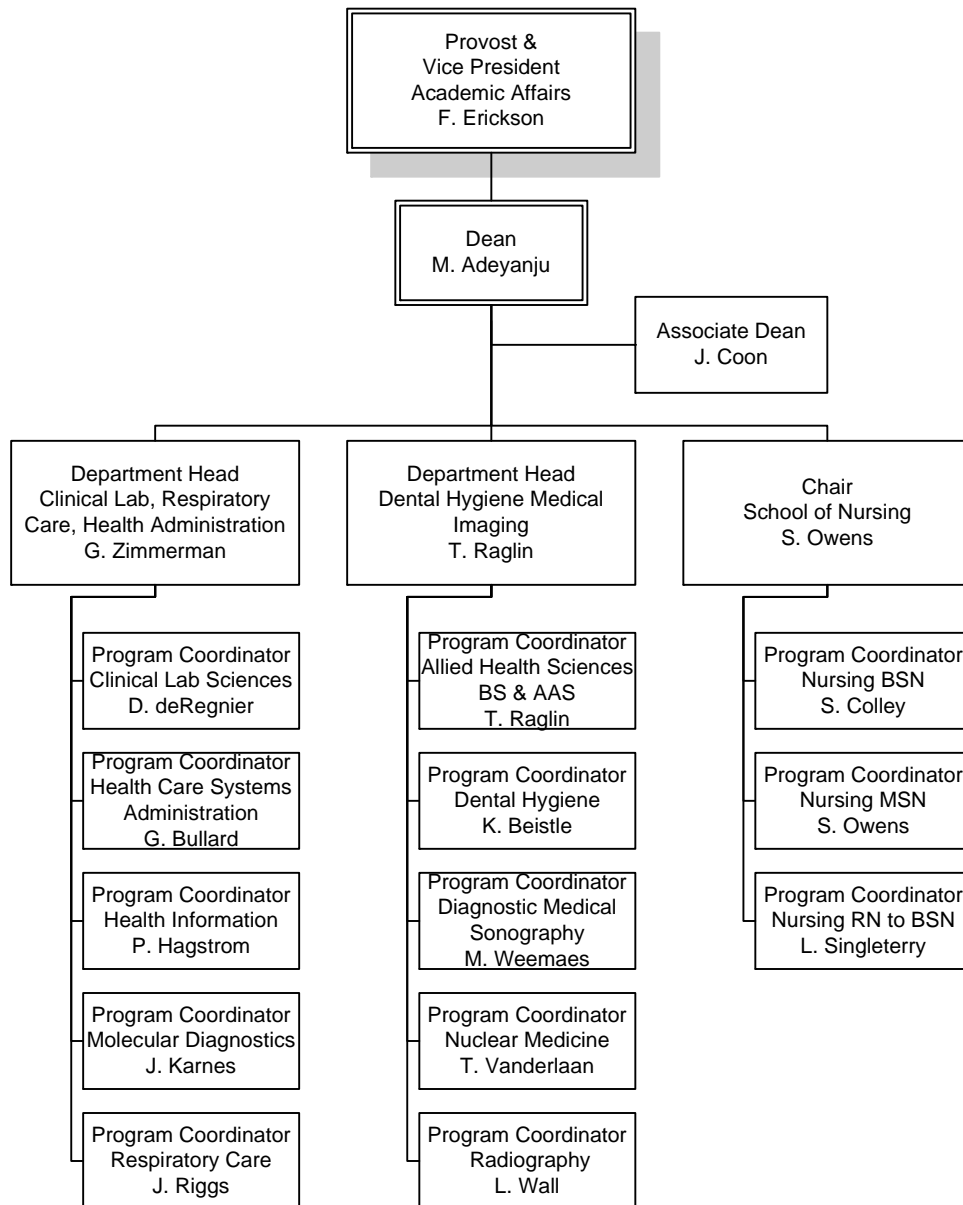 Provost &
Vice President
Academic Affairs
F. Erickson
Dean
M. Adeyanju
Associate Dean
J. Coon
Department Head
Clinical Lab, Respiratory
Care, Health Administration
G. Zimmerman
Department Head
Dental Hygiene Medical
Imaging
T. Raglin
Chair
School of Nursing
S. Owens
Program Coordinator
Clinical Lab Sciences
D. deRegnier
Program Coordinator
Health Care Systems
Administration
G. Bullard
Program Coordinator
Health Information
P. Hagstrom
Program Coordinator
Molecular Diagnostics
J. Karnes
Program Coordinator
Respiratory Care
J. Riggs
Program Coordinator
Allied Health Sciences
BS & AAS
T. Raglin
Program Coordinator
Dental Hygiene
K. Beistle
Program Coordinator
Diagnostic Medical
Sonography
M. Weemaes
Program Coordinator
Nuclear Medicine
T. Vanderlaan
Program Coordinator
Radiography
L. Wall
Program Coordinator
Nursing BSN
S. Colley
Program Coordinator
Nursing MSN
S. Owens
Program Coordinator
Nursing RN to BSN
L. Singleterry